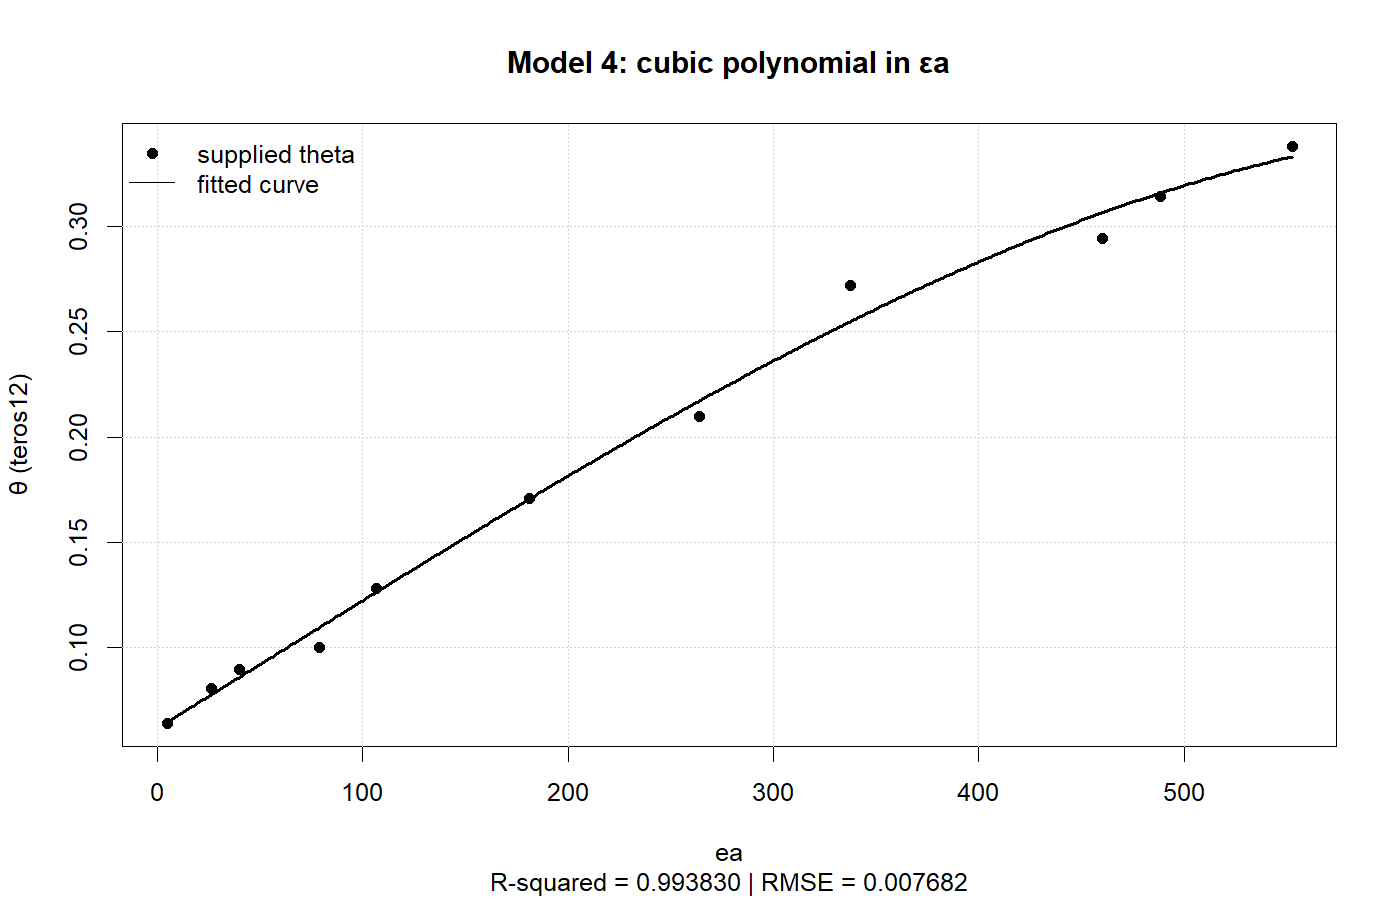 Model 4: cubic polynomial in εa
supplied theta
fitted curve
θ (teros12)
0.30
0.25
0.20
0.15
0.10
0 100 200 300 400 500
ea
R-squared = 0.993830 | RMSE = 0.007682